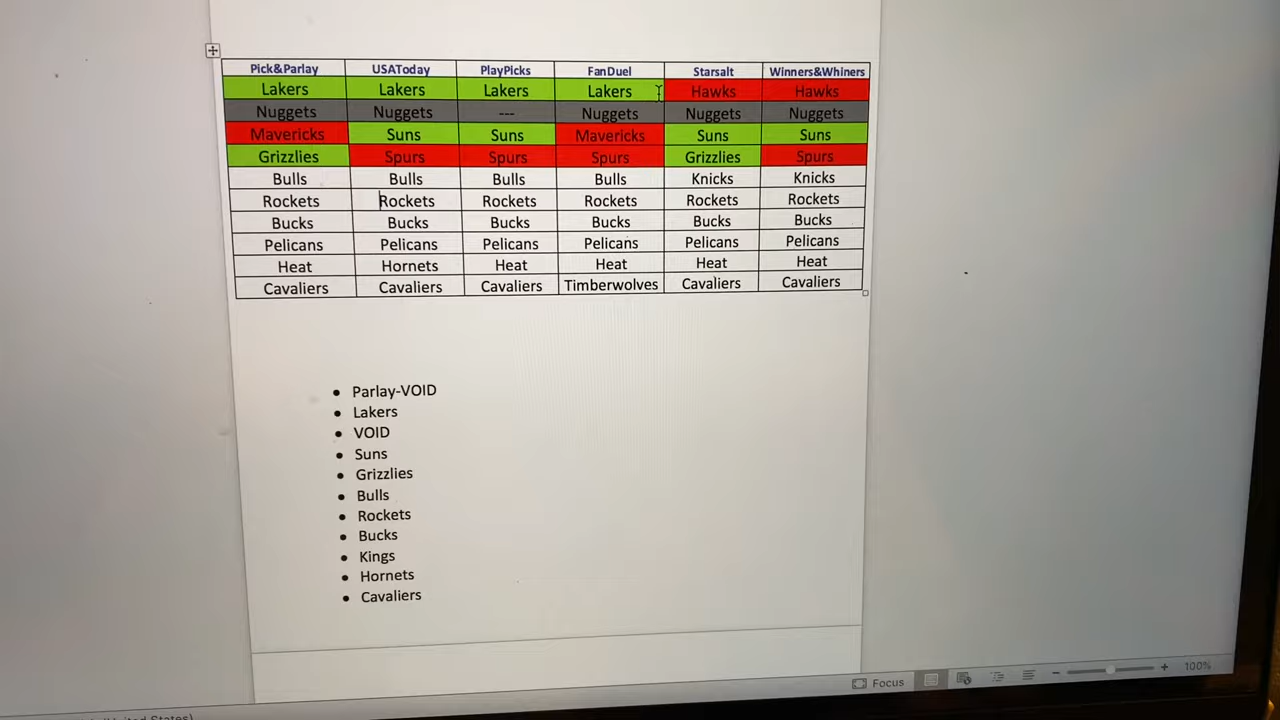 Pick&Parlay USAToday PlayPicks FanDuel Starsalt Winners&Whiners
Lakers Lakers Lakers Lakers Hawks Hawks
Nuggets Nuggets --- Nuggets Nuggets Nuggets
Mavericks Suns Suns Mavericks Suns Suns
Grizzlies Spurs Spurs Spurs Grizzlies Spurs
Bulls Bulls Bulls Bulls Knicks Knicks
Rockets Rockets Rockets Rockets Rockets Rockets
Bucks Bucks Bucks Bucks Bucks Bucks
Pelicans Pelicans Pelicans Pelicans Pelicans Pelicans
Heat Hornets Heat Heat Heat Heat
Cavaliers Cavaliers Cavaliers Timberwolves Cavaliers Cavaliers
• Parlay-VOID
• Lakers
• VOID
• Suns
• Grizzlies
• Bulls
• Rockets
• Bucks
• Kings
• Hornets
• Cavaliers
Focus 100%